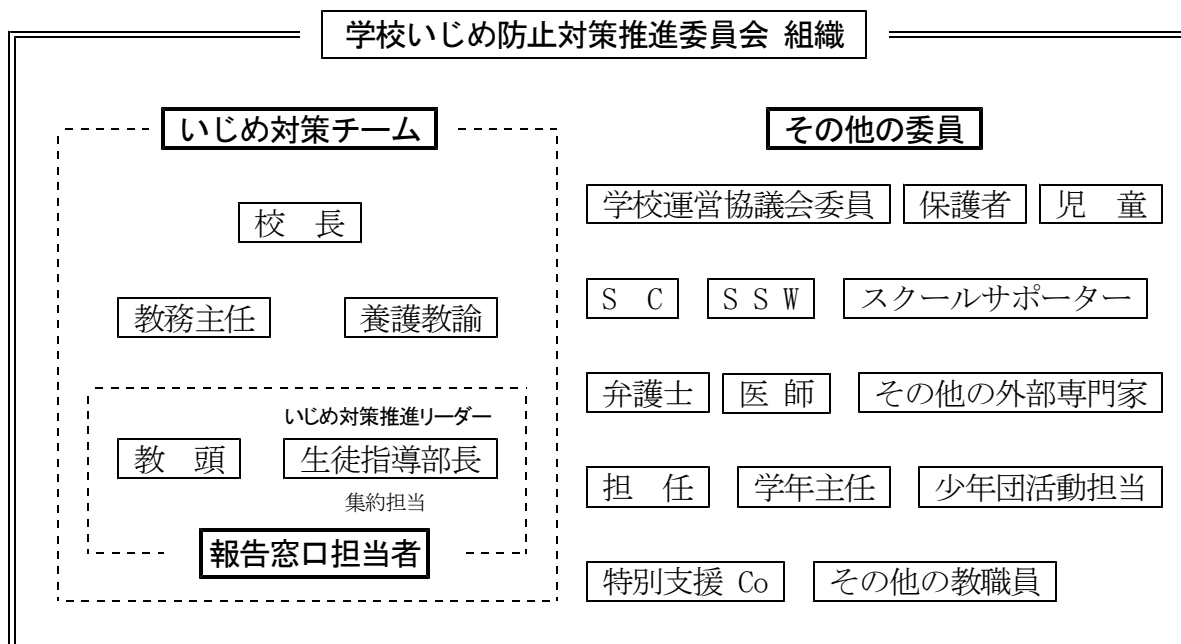 学校いじめ防止対策推進委員会 組織
いじめ対策チーム
校 長
教務主任 養護教諭
いじめ対策推進リーダー
教 頭 生徒指導部長
集約担当
報告窓口担当者
その他の委員
学校運営協議会委員 保護者 児 童
S C S S W スクールサポーター
弁護士 医 師 その他の外部専門家
担 任 学年主任 少年団活動担当
特別支援 Co その他の教職員